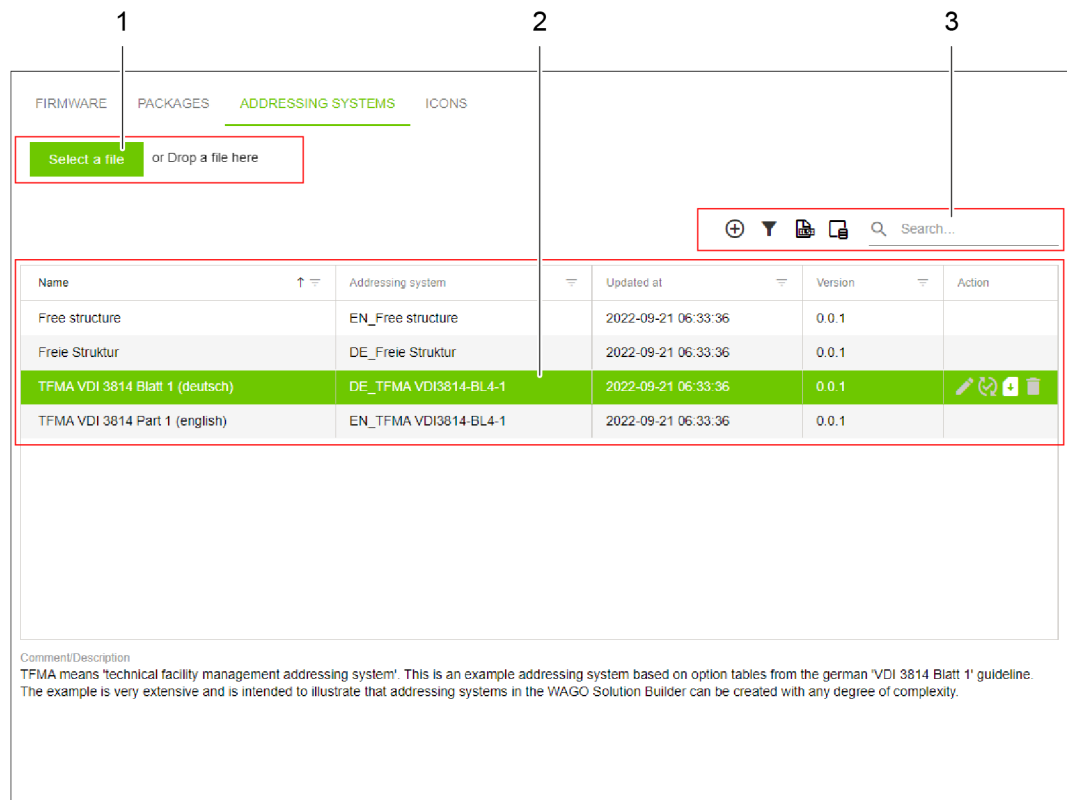 1 2 3
FIRMWARE PACKAGES ADDRESSING SYSTEMS ICONS
Select a file or Drop a file here
Search...
Name Addressing system Updated at Version Action
Free structure EN_Free structure 2022-09-21 06:33:36 0.0.1
Freie Struktur DE_Freie Struktur 2022-09-21 06:33:36 0.0.1
TFMA VDI 3814 Blatt 1 (deutsch) DE_TFMA VDI3814-BL4-1 2022-09-21 06:33:36 0.0.1
TFMA VDI 3814 Part 1 (english) EN_TFMA VDI3814-BL4-1 2022-09-21 06:33:36 0.0.1
Comment/Description
TFMA means 'technical facility management addressing system'. This is an example addressing system based on option tables from the german 'VDI 3814 Blatt 1' guideline.
The example is very extensive and is intended to illustrate that addressing systems in the WAGO Solution Builder can be created with any degree of complexity.